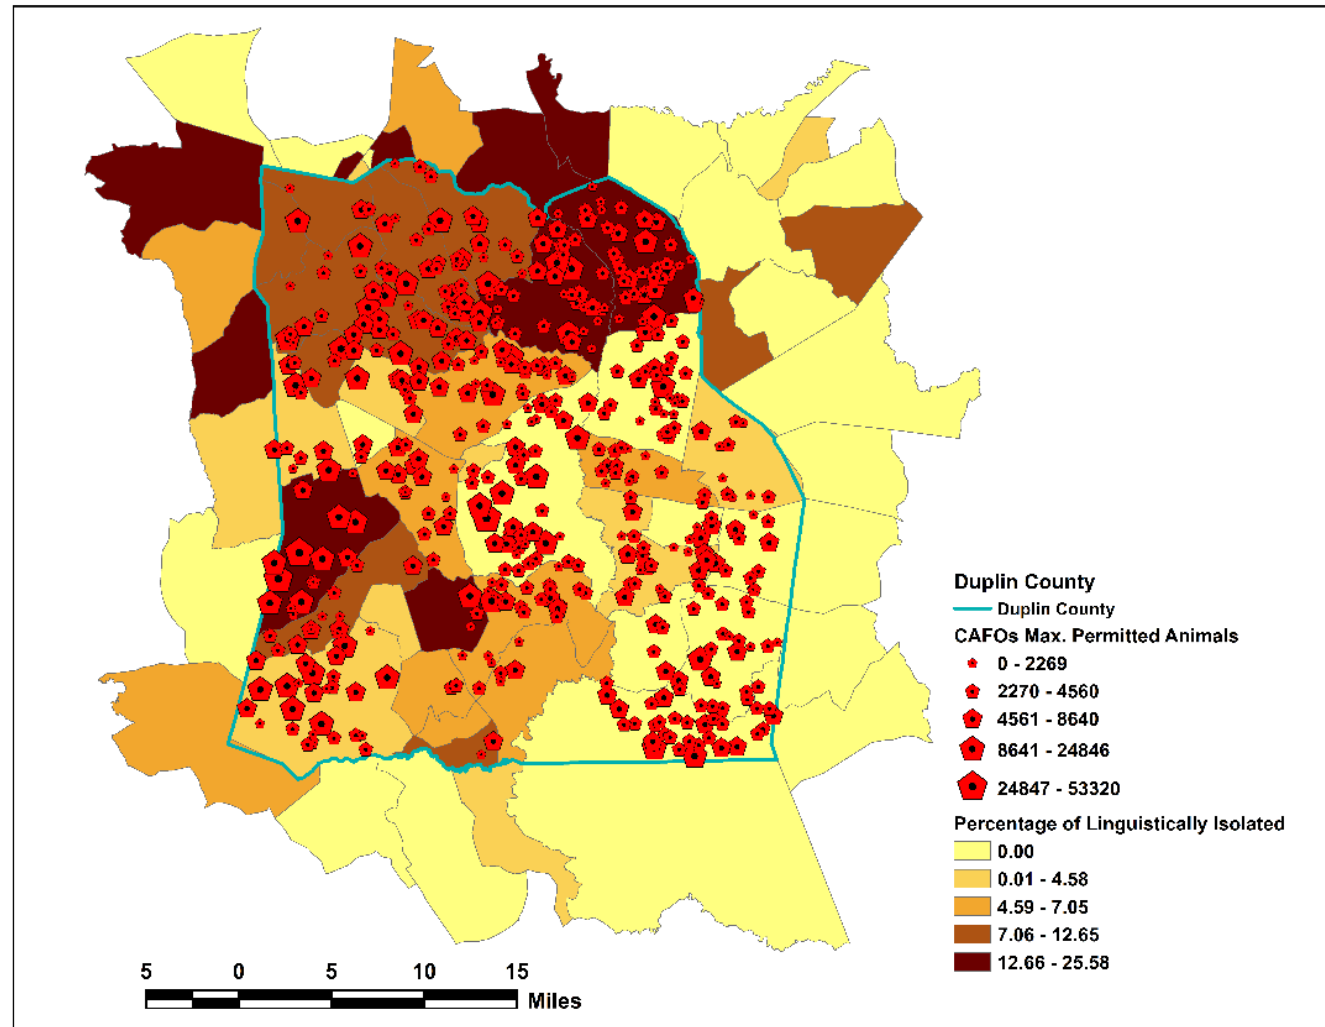 Duplin County
Duplin County
CAFOs Max. Permitted Animals
0 - 2269
2270 - 4560
4561 - 8640
8641 - 24846
24847 - 53320
Percentage of Linguistically Isolated
0.00
0.01 - 4.58
4.59 - 7.05
7.06 - 12.65
12.66 - 25.58
5 0 5 10 15
Miles